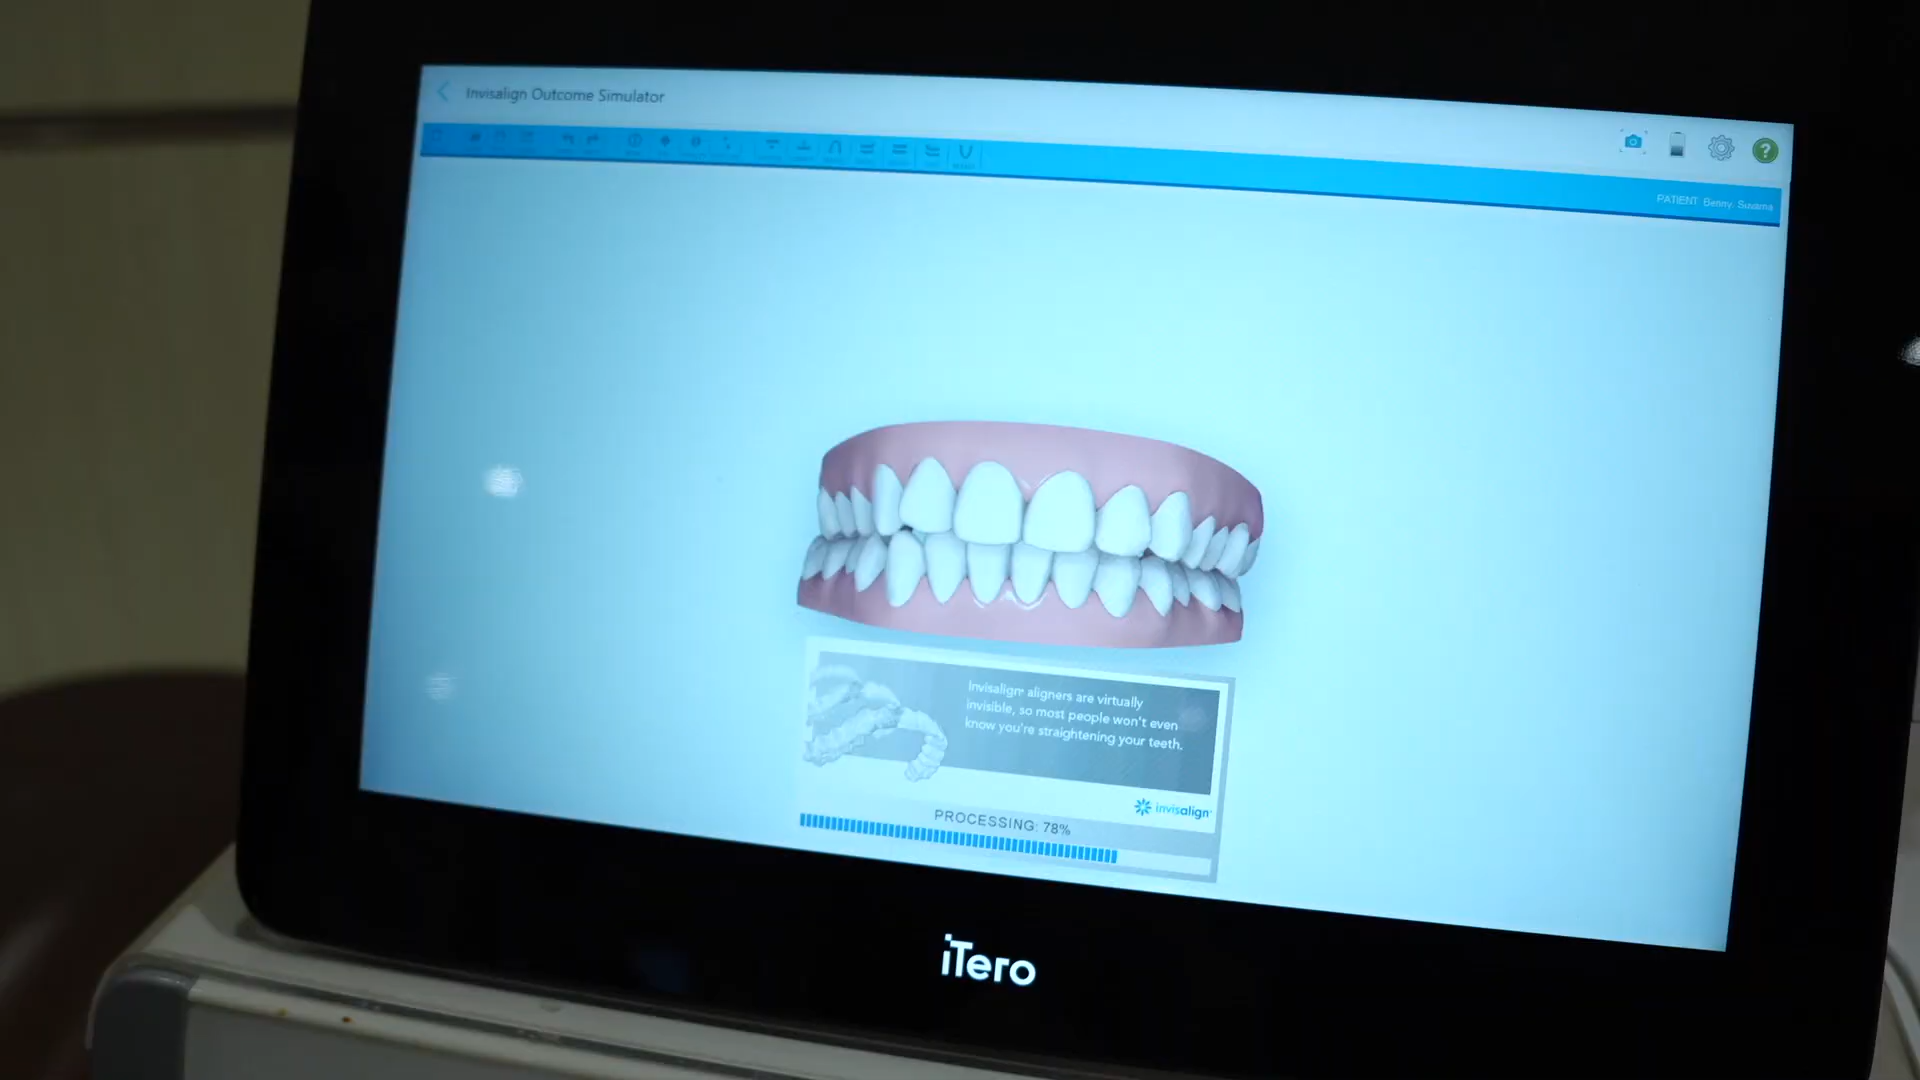 Invisalign Outcome Simulator
PATIENT Benny, Suzama
Invisalign® aligners are virtually
invisible, so most people won't even
know you're straightening your teeth.
invisalign
PROCESSING: 78%
iTero